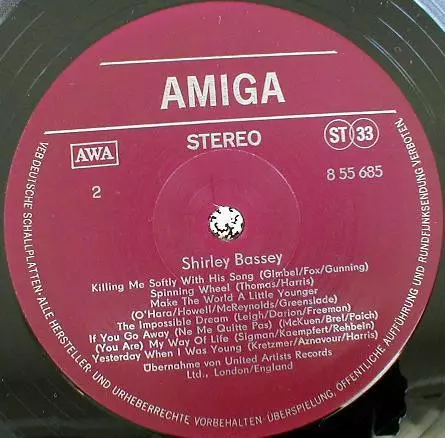 AMIGA
STEREO
ST 33
AWA
2
8 55 685
Shirley Bassey
Killing Me Softly With His Song (Gimbel/Fox/Gunning)
Spinning Wheel (Thomas/Harris)
Make The World A Little Younger
(O'Hara/Howell/McReynolds/Greenslade)
The Impossible Dream (Leigh/Darion/Freeman)
If You Go Away (Ne Me Quitte Pas) (McKuen/Brel/Paich)
(You Are) My Way Of Life (Sigman/Kaempfert/Rehbein)
Yesterday When I Was Young (Kretzmer/Aznavour/Harris)
Übernahme von United Artists Records
Ltd., London/England
VEB DEUTSCHE SCHALLPLATTEN · ALLE HERSTELLER- UND URHEBERRECHTE VORBEHALTEN · ÜBERSPIELUNG, ÖFFENTLICHE AUFFÜHRUNG UND RUNDFUNKSENDUNG VERBOTEN.